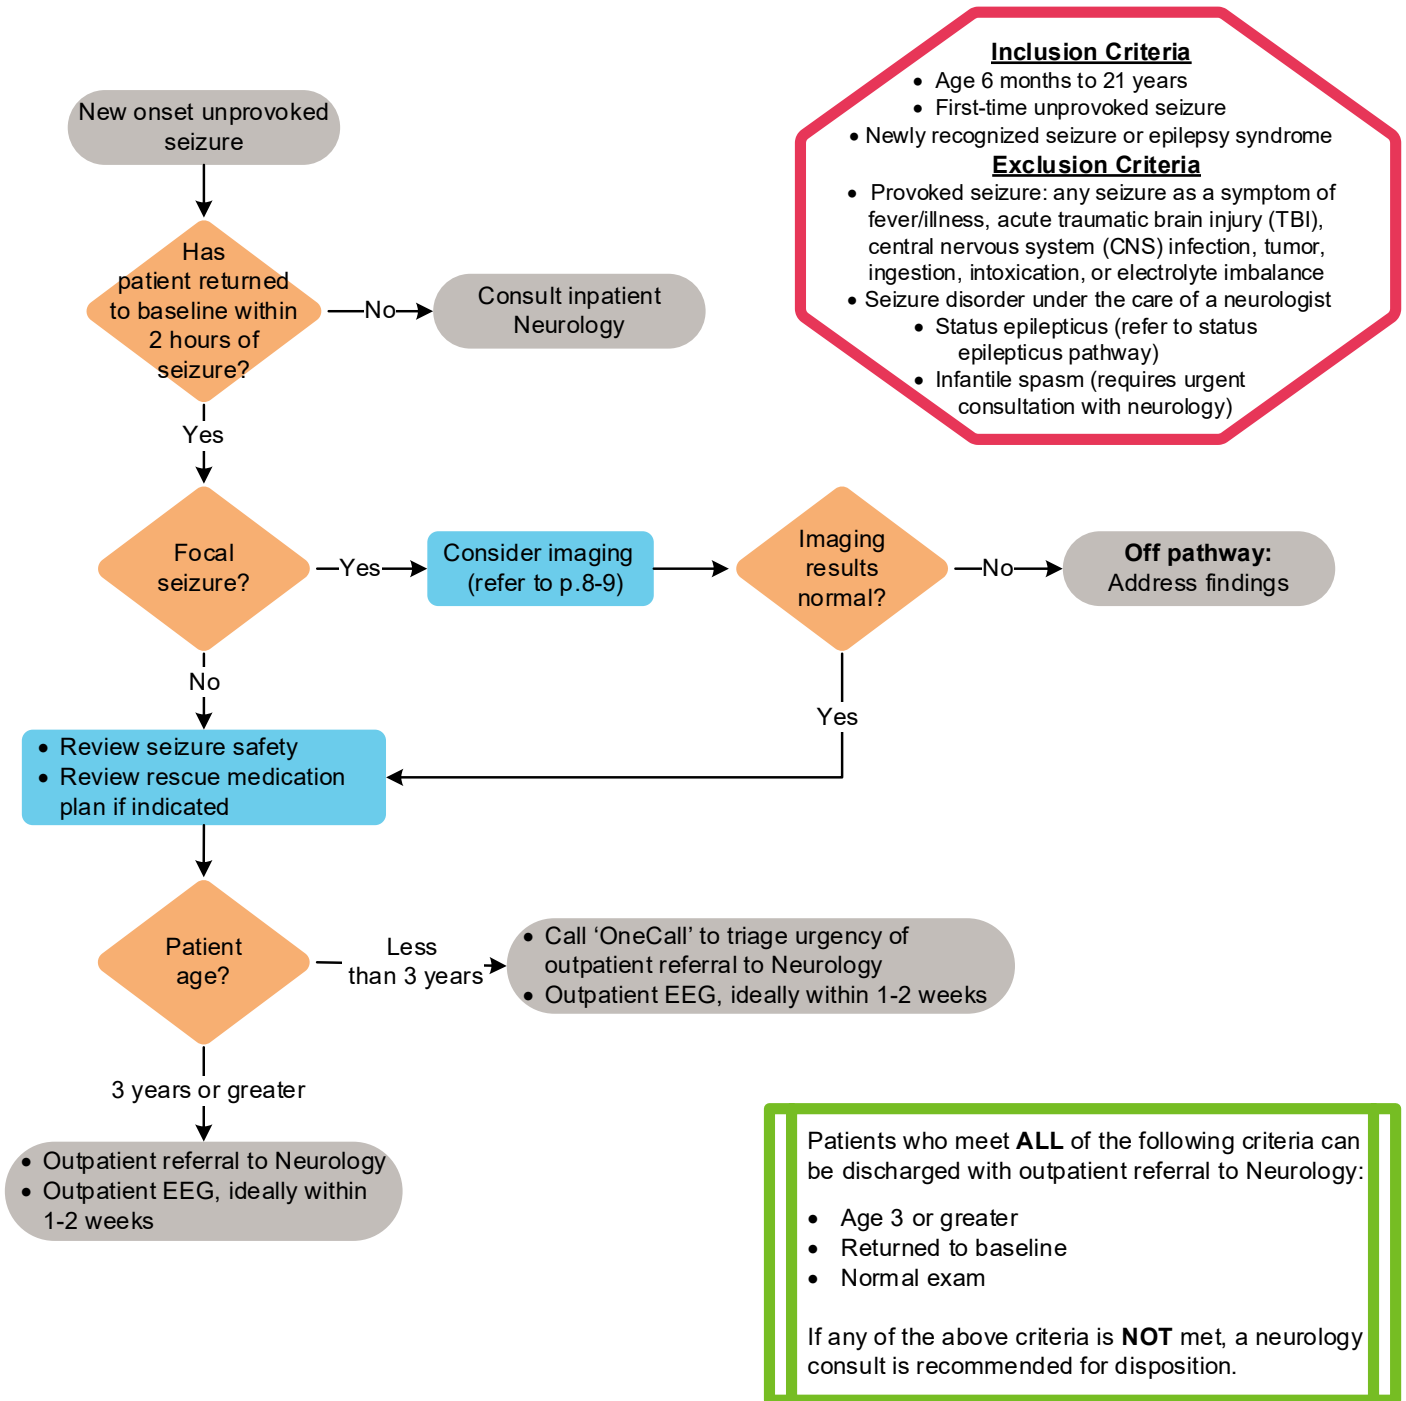 Inclusion Criteria
• Age 6 months to 21 years
• First-time unprovoked seizure
• Newly recognized seizure or epilepsy syndrome
Exclusion Criteria
• Provoked seizure: any seizure as a symptom of
fever/illness, acute traumatic brain injury (TBI),
central nervous system (CNS) infection, tumor,
ingestion, intoxication, or electrolyte imbalance
• Seizure disorder under the care of a neurologist
• Status epilepticus (refer to status
epilepticus pathway)
• Infantile spasm (requires urgent
consultation with neurology)
New onset unprovoked
seizure
Has
patient returned
to baseline within
2 hours of
seizure?
No
Consult inpatient
Neurology
Yes
Focal
seizure?
Yes
Consider imaging
(refer to p.8-9)
Imaging
results
normal?
No
Off pathway:
Address findings
No
Yes
• Review seizure safety
• Review rescue medication
plan if indicated
Patient
age?
Less
than 3 years
• Call ‘OneCall’ to triage urgency of
outpatient referral to Neurology
• Outpatient EEG, ideally within 1-2 weeks
3 years or greater
• Outpatient referral to Neurology
• Outpatient EEG, ideally within
1-2 weeks
Patients who meet ALL of the following criteria can
be discharged with outpatient referral to Neurology:
• Age 3 or greater
• Returned to baseline
• Normal exam
If any of the above criteria is NOT met, a neurology
consult is recommended for disposition.